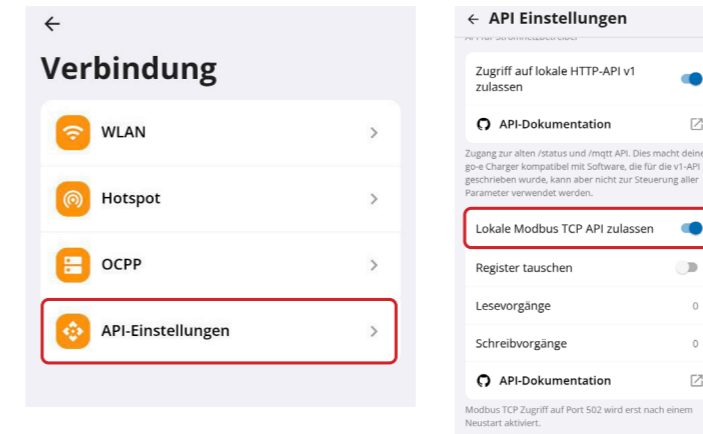 Verbindung
WLAN
Hotspot
OCPP
API-Einstellungen
API Einstellungen
Zugriff auf lokale HTTP-API v1
zulassen
API-Dokumentation
Zugang zur alten /status und /mqtt API. Dies macht deine
go-e Charger kompatibel mit Software, die für die v1-API
geschrieben wurde, kann aber nicht zur Steuerung aller
Parameter verwendet werden.
Lokale Modbus TCP API zulassen
Register tauschen
Lesevorgänge 0
Schreibvorgänge 0
API-Dokumentation
Modbus TCP Zugriff auf Port 502 wird erst nach einem
Neustart aktiviert.